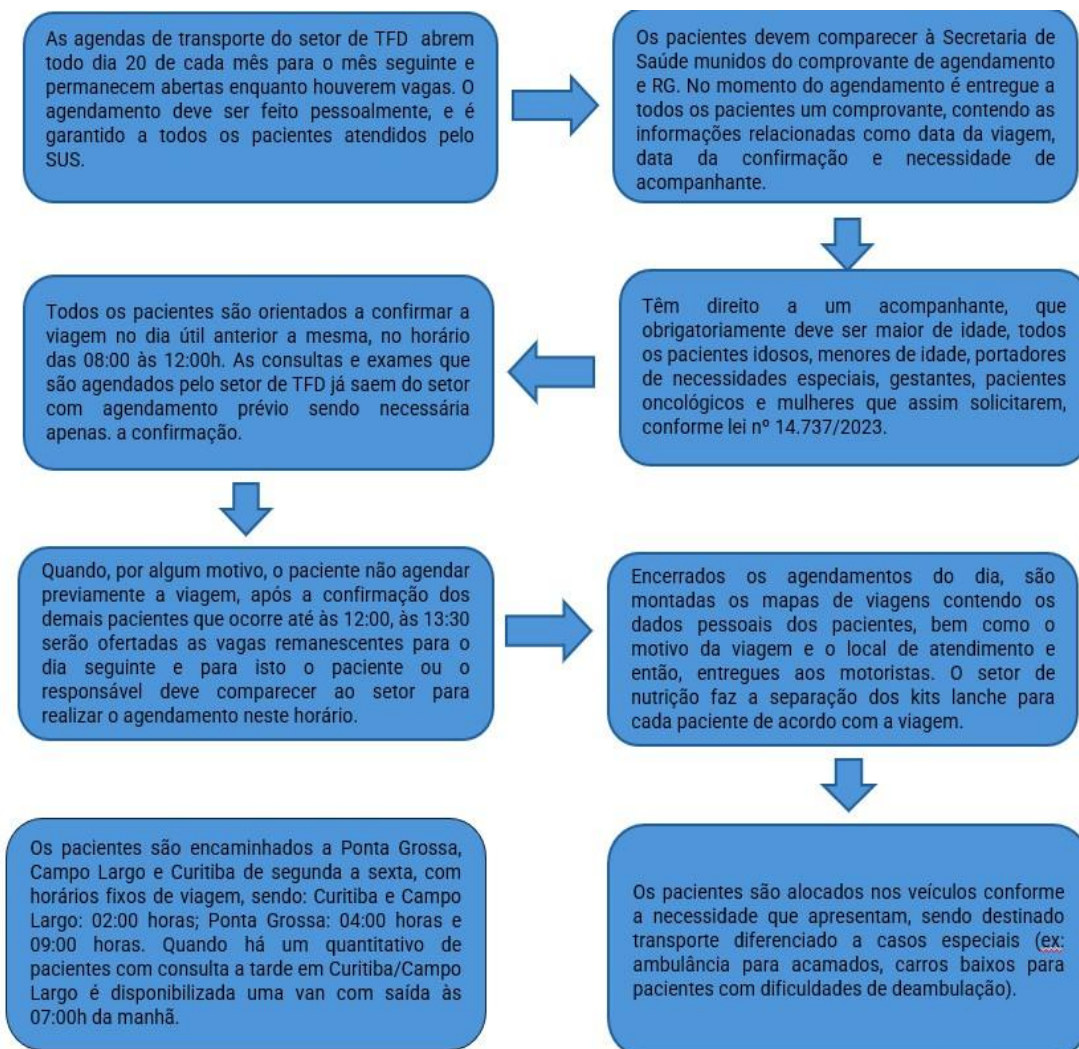 As agendas de transporte do setor de TFD abrem
todo dia 20 de cada mês para o mês seguinte e
permanecem abertas enquanto houverem vagas. O
agendamento deve ser feito pessoalmente, e é
garantido a todos os pacientes atendidos pelo
SUS.
Os pacientes devem comparecer à Secretaria de
Saúde munidos do comprovante de agendamento
e RG. No momento do agendamento é entregue a
todos os pacientes um comprovante, contendo as
informações relacionadas como data da viagem,
data da confirmação e necessidade de
acompanhante.
Têm direito a um acompanhante, que
obrigatoriamente deve ser maior de idade, todos
os pacientes idosos, menores de idade, portadores
de necessidades especiais, gestantes, pacientes
oncológicos e mulheres que assim solicitarem,
conforme lei nº 14.737/2023.
Todos os pacientes são orientados a confirmar a
viagem no dia útil anterior a mesma, no horário
das 08:00 às 12:00h. As consultas e exames que
são agendados pelo setor de TFD já saem do setor
com agendamento prévio sendo necessária
apenas. a confirmação.
Quando, por algum motivo, o paciente não agendar
previamente a viagem, após a confirmação dos
demais pacientes que ocorre até às 12:00, às 13:30
serão ofertadas as vagas remanescentes para o
dia seguinte e para isto o paciente ou o
responsável deve comparecer ao setor para
realizar o agendamento neste horário.
Encerrados os agendamentos do dia, são
montadas os mapas de viagens contendo os
dados pessoais dos pacientes, bem como o
motivo da viagem e o local de atendimento e
então, entregues aos motoristas. O setor de
nutrição faz a separação dos kits lanche para
cada paciente de acordo com a viagem.
Os pacientes são alocados nos veículos conforme
a necessidade que apresentam, sendo destinado
transporte diferenciado a casos especiais (ex:
ambulância para acamados, carros baixos para
pacientes com dificuldades de deambulação).
Os pacientes são encaminhados a Ponta Grossa,
Campo Largo e Curitiba de segunda a sexta, com
horários fixos de viagem, sendo: Curitiba e Campo
Largo: 02:00 horas; Ponta Grossa: 04:00 horas e
09:00 horas. Quando há um quantitativo de
pacientes com consulta a tarde em Curitiba/Campo
Largo é disponibilizada uma van com saída às
07:00h da manhã.